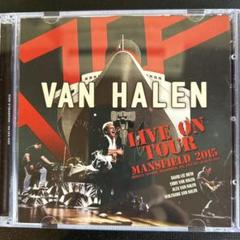 VAN HALEN
LIVE ON
TOUR
MANSFIELD 2015
DAVID LEE ROTH
EDDIE VAN HALEN
ALEX VAN HALEN
WOLFGANG VAN HALEN